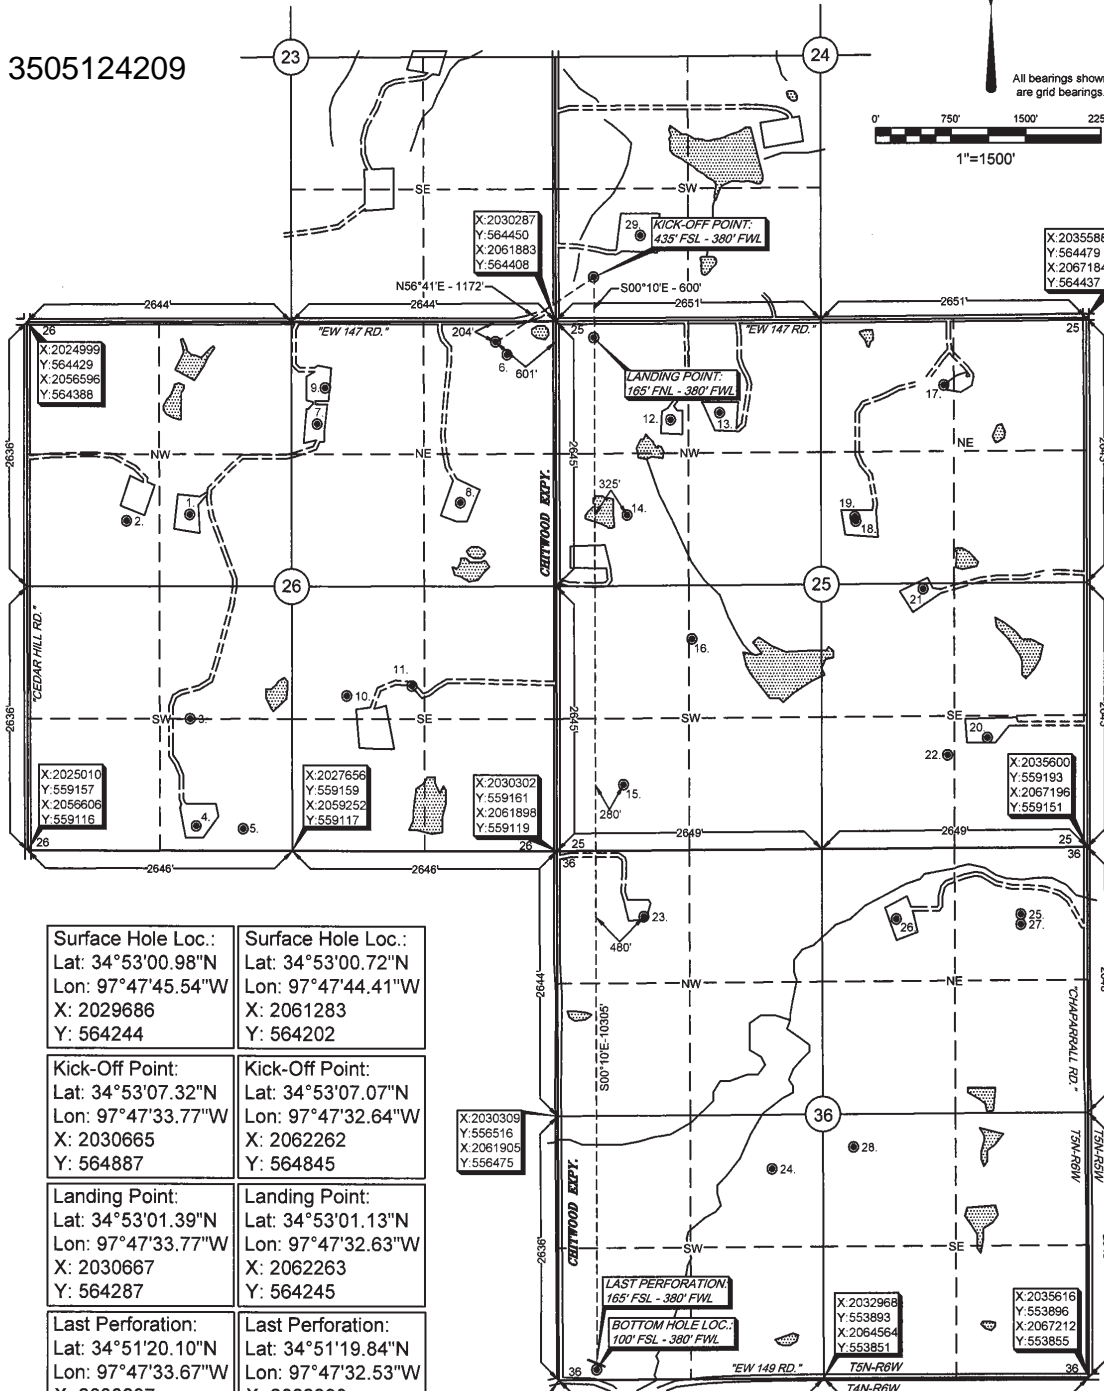 3505124209
23
24
All bearings shown
are grid bearings.
0'
750'
1500'
225
1"=1500'
SE
SW
X:2030287
Y:564450
X:2061883
Y:564408
29.
KICK-OFF POINT:
435' FSL - 380' FWL
X:2035588
Y:564479
X:2067184
Y:564437
N56°41'E - 1172'
S00°10'E - 600'
2644'
2644'
2651'
2651'
26
"EW 147 RD."
204'
25
"EW 147 RD."
25
X:2024999
Y:564429
X:2056596
Y:564388
6.
601'
LANDING POINT:
165' FNL - 380' FWL
9.
7.
12.
13.
17.
2636'
NW
NE
2645'
NW
NE
CHITWOOD EXPY.
325'
1.
2.
8.
14.
19.
18.
26
25
21.
"CEDAR HILL RD."
16.
11.
10.
2636'
SW
3.
SE
2645'
SW
SE
20.
22.
X:2025010
Y:559157
X:2056606
Y:559116
X:2027656
Y:559159
X:2059252
Y:559117
X:2030302
Y:559161
X:2061898
Y:559119
X:2035600
Y:559193
X:2067196
Y:559151
15.
280'
4.
5.
26
26
25
2649'
2649'
25
36
36
2646'
2646'
23.
480'
26
25.
27.
Surface Hole Loc.:
Lat: 34°53'00.98"N
Lon: 97°47'45.54"W
X: 2029686
Y: 564244
Surface Hole Loc.:
Lat: 34°53'00.72"N
Lon: 97°47'44.41"W
X: 2061283
Y: 564202
2644'
NW
NE
S00°10'E-10305'
"CHAPARRALL RD."
Kick-Off Point:
Lat: 34°53'07.32"N
Lon: 97°47'33.77"W
X: 2030665
Y: 564887
Kick-Off Point:
Lat: 34°53'07.07"N
Lon: 97°47'32.64"W
X: 2062262
Y: 564845
X:2030309
Y:556516
X:2061905
Y:556475
36
T5N-R6W
T5N-R5W
28.
24.
Landing Point:
Lat: 34°53'01.39"N
Lon: 97°47'33.77"W
X: 2030667
Y: 564287
Landing Point:
Lat: 34°53'01.13"N
Lon: 97°47'32.63"W
X: 2062263
Y: 564245
CHITWOOD EXPY.
2636'
SW
SE
LAST PERFORATION:
165' FSL - 380' FWL
BOTTOM HOLE LOC.:
100' FSL - 380' FWL
X:2032968
Y:553893
X:2064564
Y:553851
X:2035616
Y:553896
X:2067212
Y:553855
Last Perforation:
Lat: 34°51'20.10"N
Lon: 97°47'33.67"W
Last Perforation:
Lat: 34°51'19.84"N
Lon: 97°47'32.53"W
36
"EW 149 RD."
T5N-R6W
T4N-R6W
36